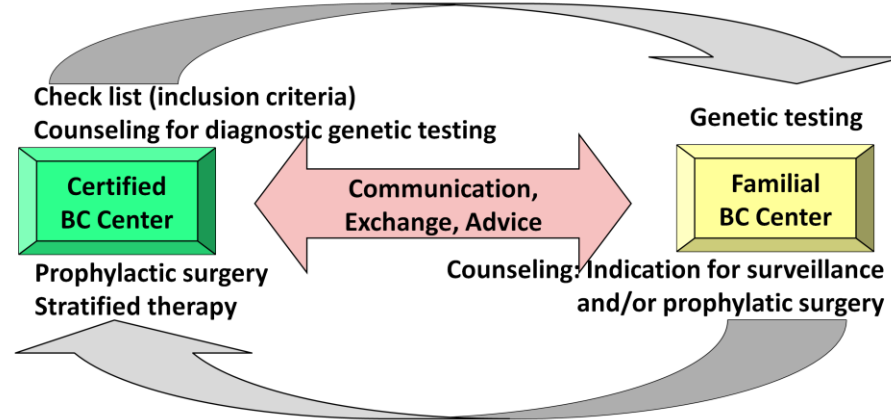 Check list (inclusion criteria)
Counseling for diagnostic genetic testing
Genetic testing
Certified
BC Center
Communication,
Exchange, Advice
Familial
BC Center
Prophylactic surgery
Stratified therapy
Counseling: Indication for surveillance
and/or prophylatic surgery